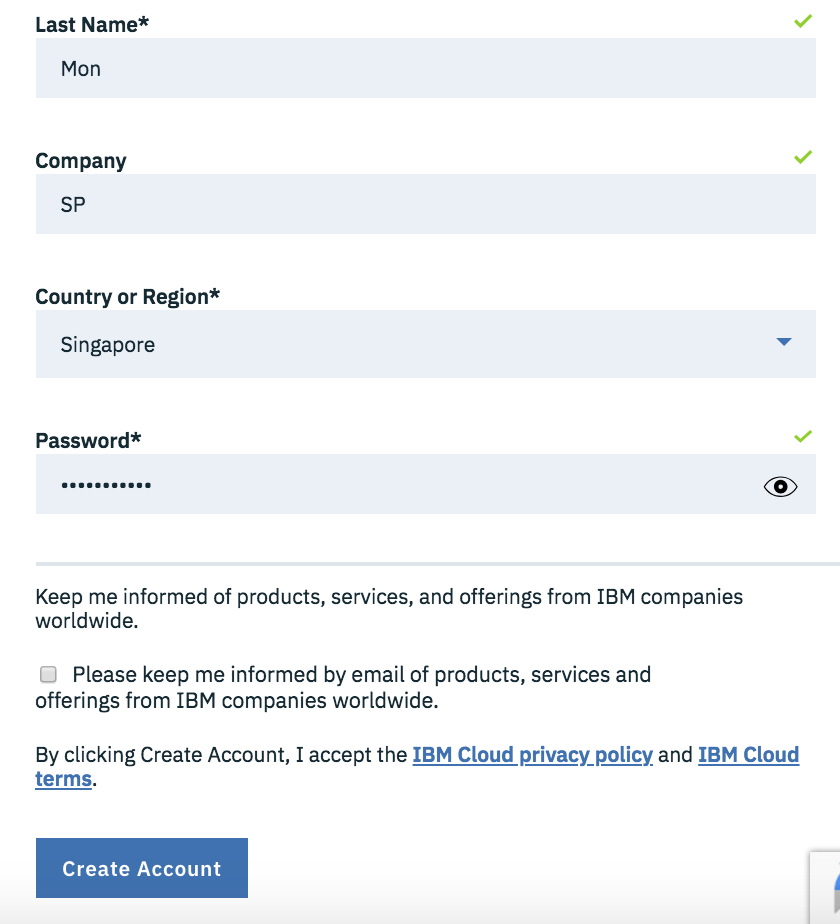 Last Name*
Mon
Company
SP
Country or Region*
Singapore
Password*
•••••••••••
Keep me informed of products, services, and offerings from IBM companies
worldwide.
Please keep me informed by email of products, services and
offerings from IBM companies worldwide.
By clicking Create Account, I accept the IBM Cloud privacy policy and IBM Cloud
terms.
Create Account